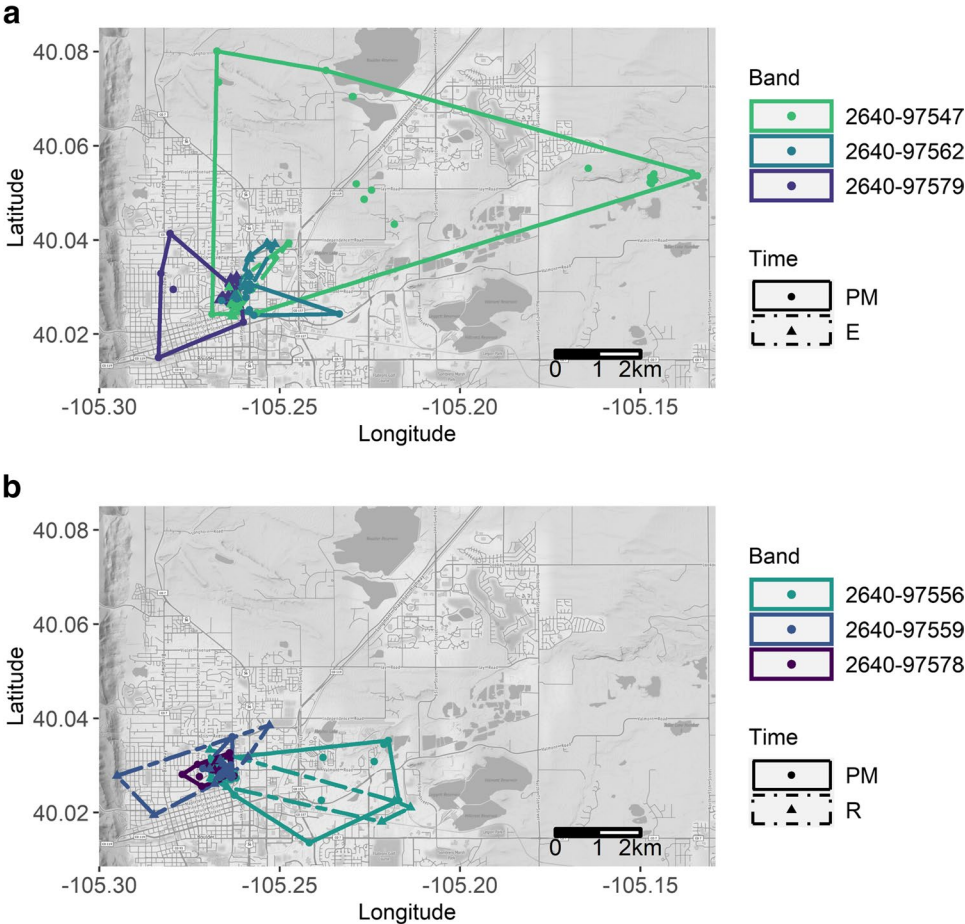 a
40.08
40.06
40.04
40.02
Latitude
-105.30
-105.25
-105.20
-105.15
Longitude
0 1 2km
Band
2640-97547
2640-97562
2640-97579
Time
PM
E
b
40.08
40.06
40.04
40.02
Latitude
-105.30
-105.25
-105.20
-105.15
Longitude
0 1 2km
Band
2640-97556
2640-97559
2640-97578
Time
PM
R